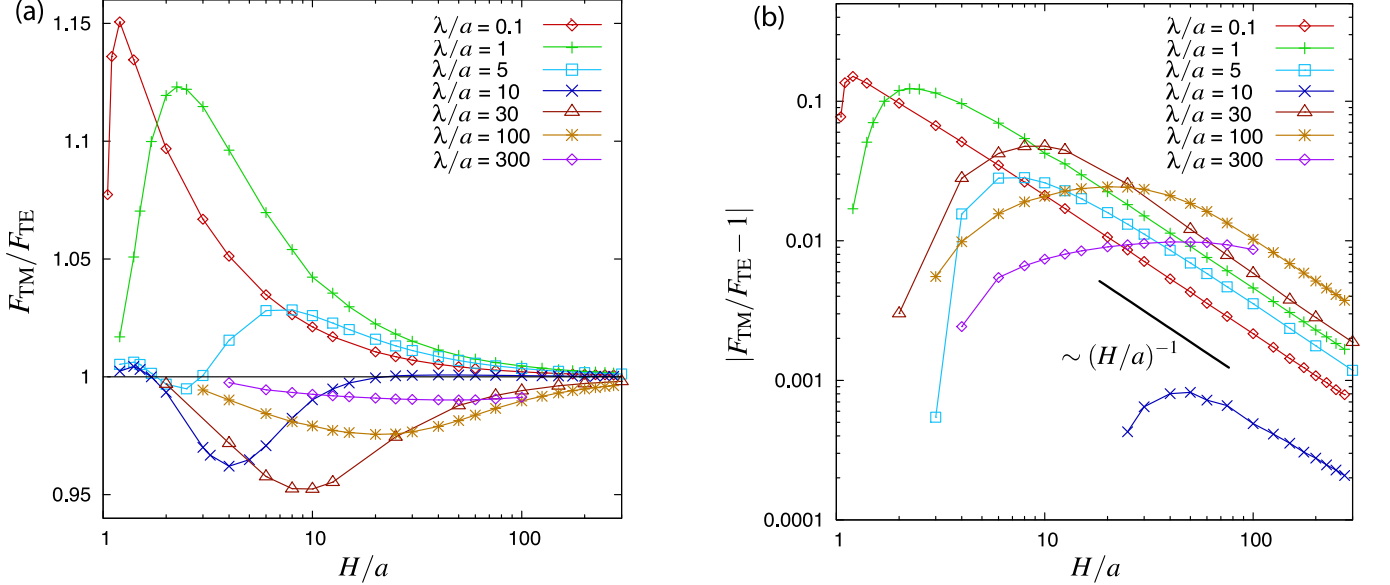 (a)
1.15
1.1
1.05
1
0.95
F_TM/F_TE
1
10
100
H/a
λ/a = 0.1
λ/a = 1
λ/a = 5
λ/a = 10
λ/a = 30
λ/a = 100
λ/a = 300
(b)
0.1
0.01
0.001
0.0001
|F_TM/F_TE − 1|
1
10
100
H/a
λ/a = 0.1
λ/a = 1
λ/a = 5
λ/a = 10
λ/a = 30
λ/a = 100
λ/a = 300
∼ (H/a)⁻¹